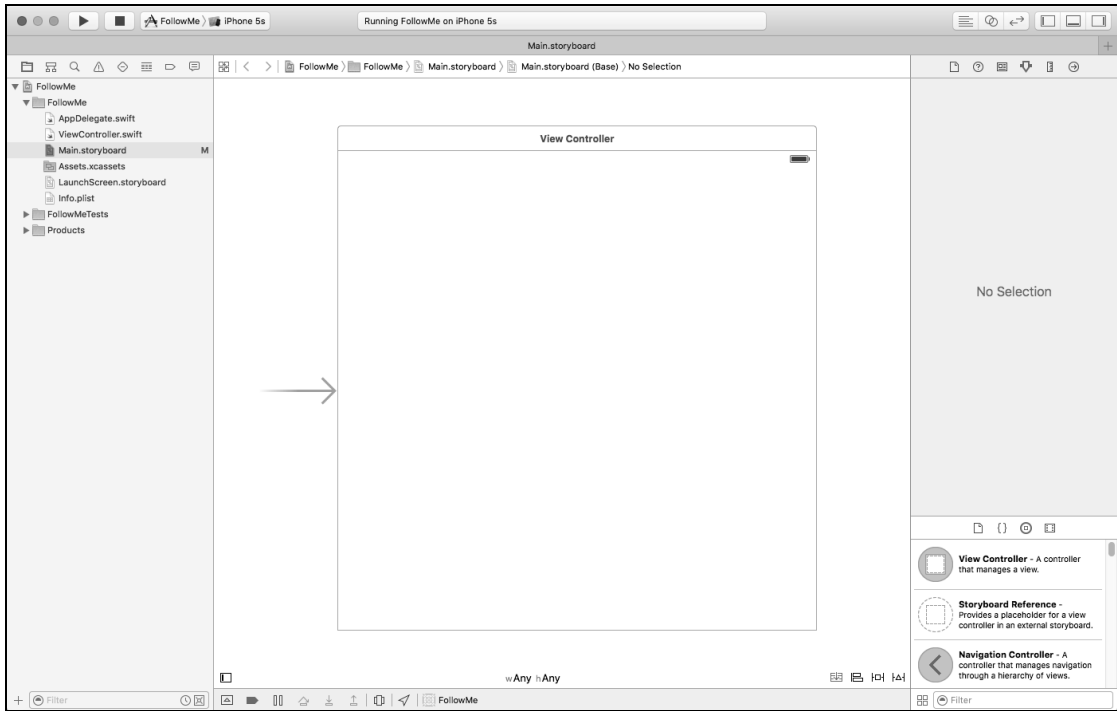 FollowMe
iPhone 5s
Running FollowMe on iPhone 5s
Main.storyboard
FollowMe
FollowMe
Main.storyboard
Main.storyboard (Base)
No Selection
FollowMe
FollowMe
AppDelegate.swift
ViewController.swift
Main.storyboard
M
Assets.xcassets
LaunchScreen.storyboard
Info.plist
FollowMeTests
Products
Filter
View Controller
wAny hAny
FollowMe
No Selection
View Controller - A controller
that manages a view.
Storyboard Reference -
Provides a placeholder for a view
controller in an external storyboard.
Navigation Controller - A
controller that manages navigation
through a hierarchy of views.
Filter